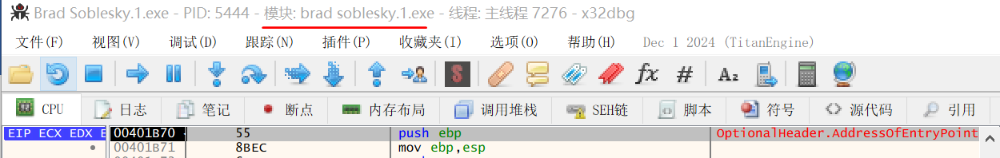 Brad Soblesky.1.exe - PID: 5444 - 模块: brad soblesky.1.exe - 线程: 主线程 7276 - x32dbg
文件(F) 视图(V) 调试(D) 跟踪(N) 插件(P) 收藏夹(I) 选项(O) 帮助(H) Dec 1 2024 (TitanEngine)
S fx # A₂
CPU 日志 笔记 断点 内存布局 调用堆栈 SEH链 脚本 符号 源代码 引用
EIP ECX EDX 00401B70 55 push ebp OptionalHeader.AddressOfEntryPoint
00401B71 8BEC mov ebp,esp